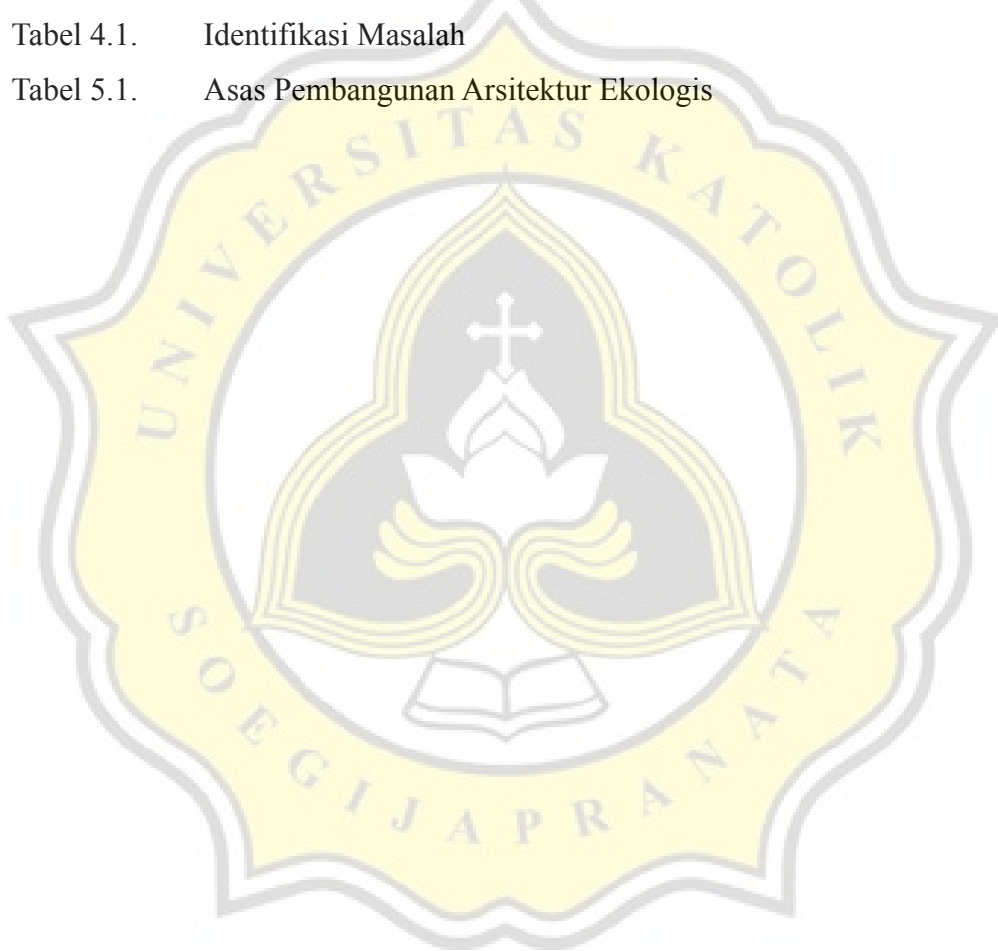 Tabel 4.1. Identifikasi Masalah
Tabel 5.1. Asas Pembangunan Arsitektur Ekologis
UNIVERSITAS KATOLIK
SOEGIJAPRANATA